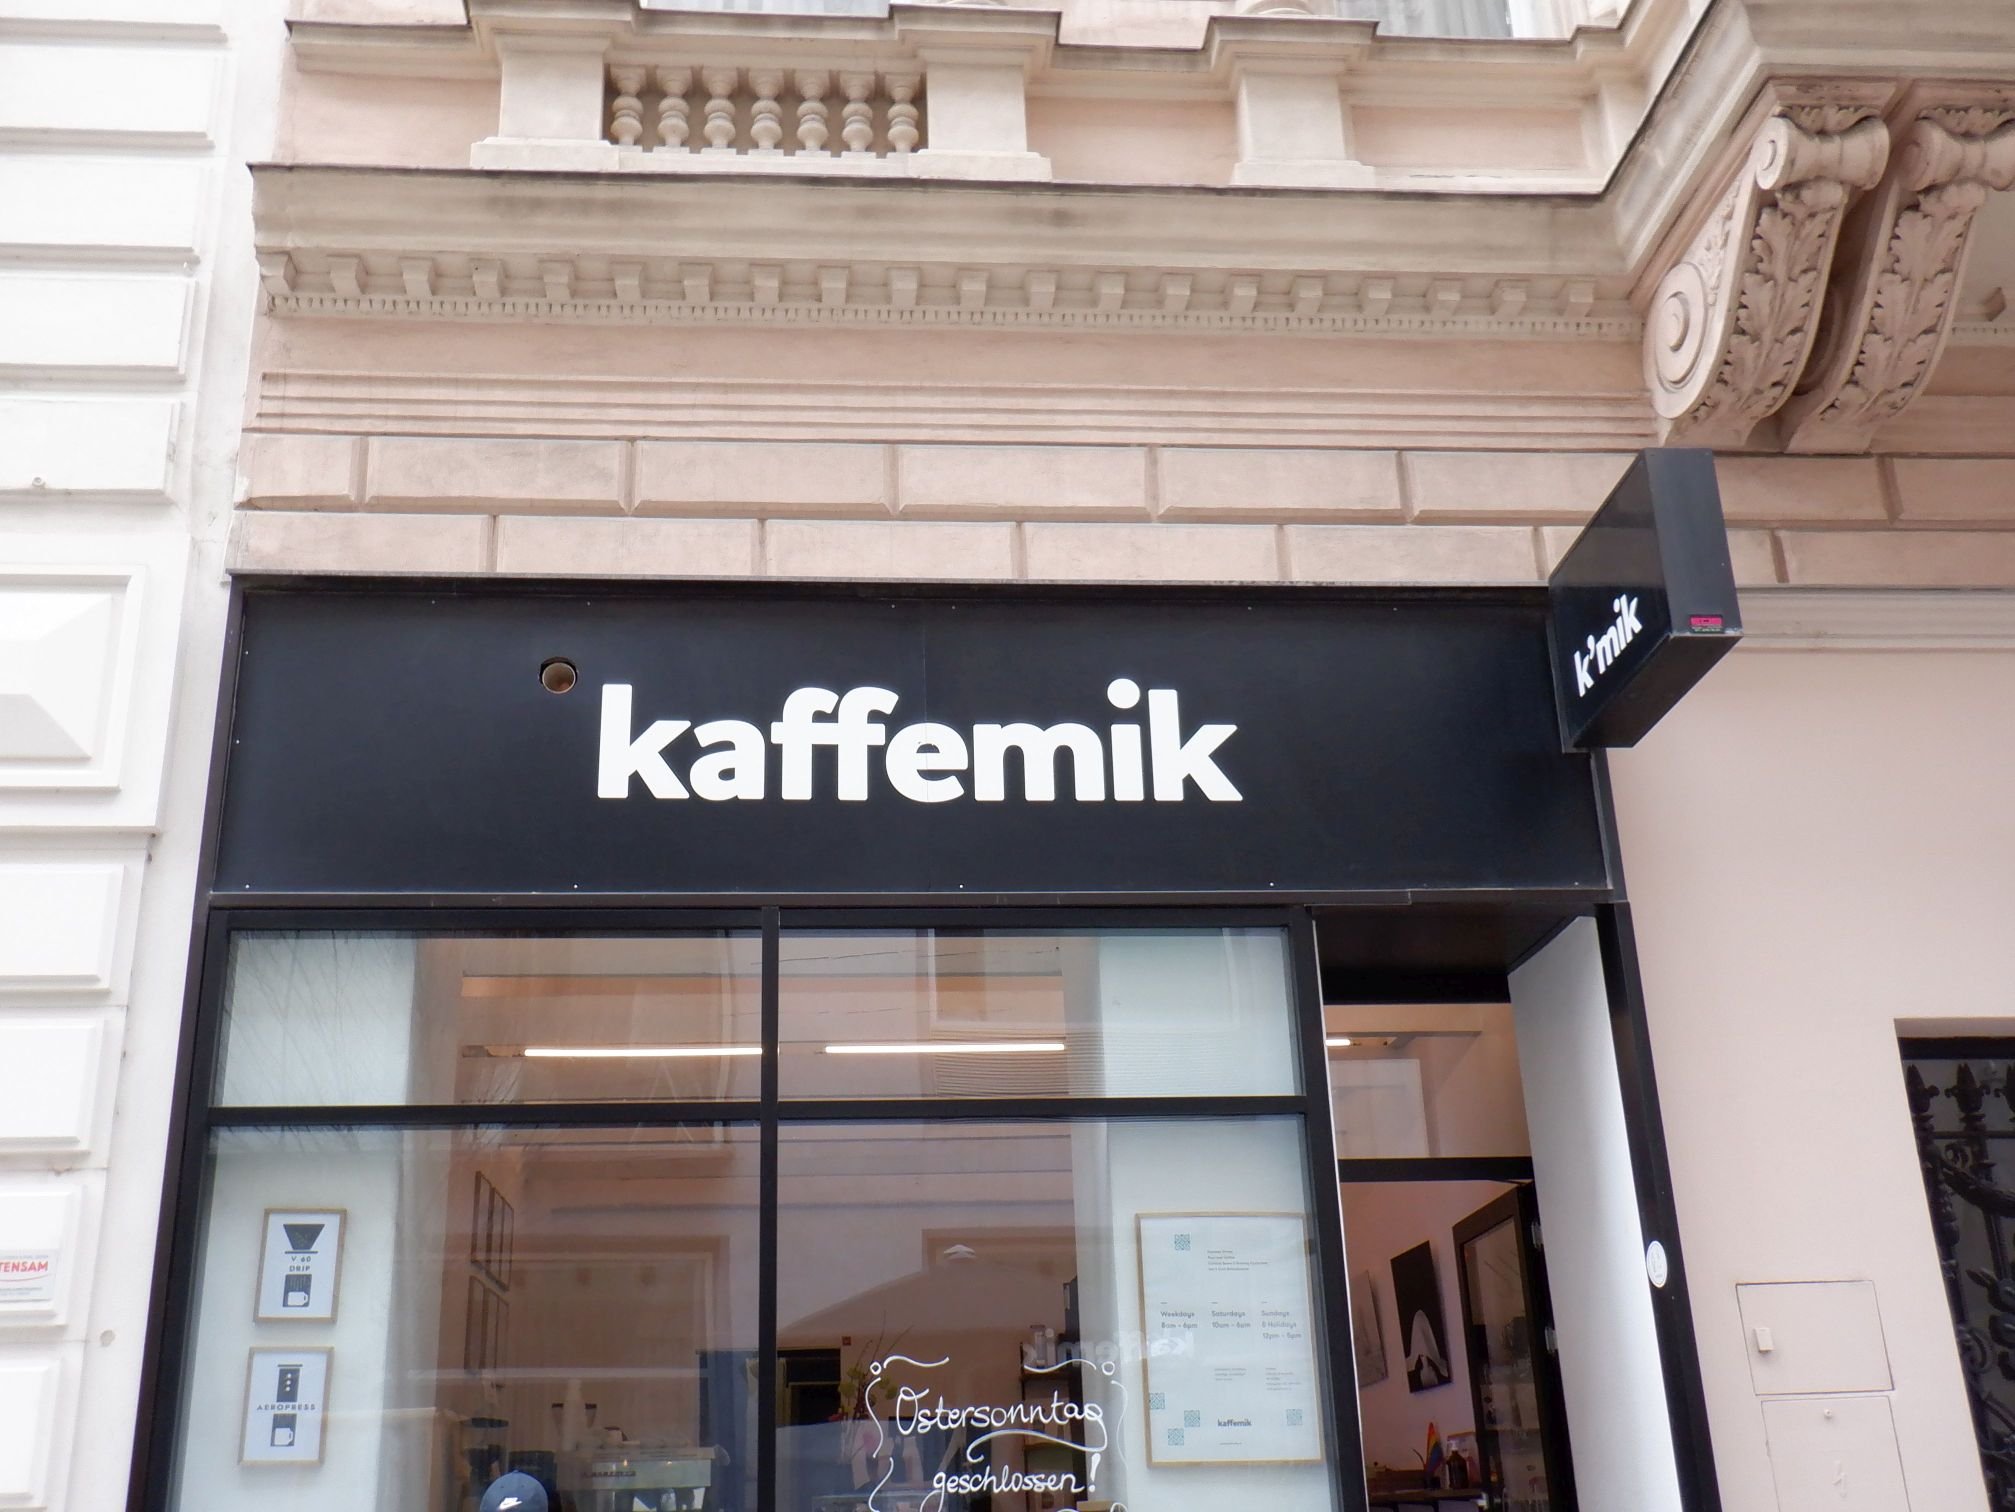 kaffemik
k'mik
TENSAM
V 60
DRIP
AEROPRESS
Weekdays
8am – 6pm
Saturdays
10am – 6pm
Sundays
& Holidays
12pm – 5pm
kaffemik
kaffemik
Ostersonntag
geschlossen!